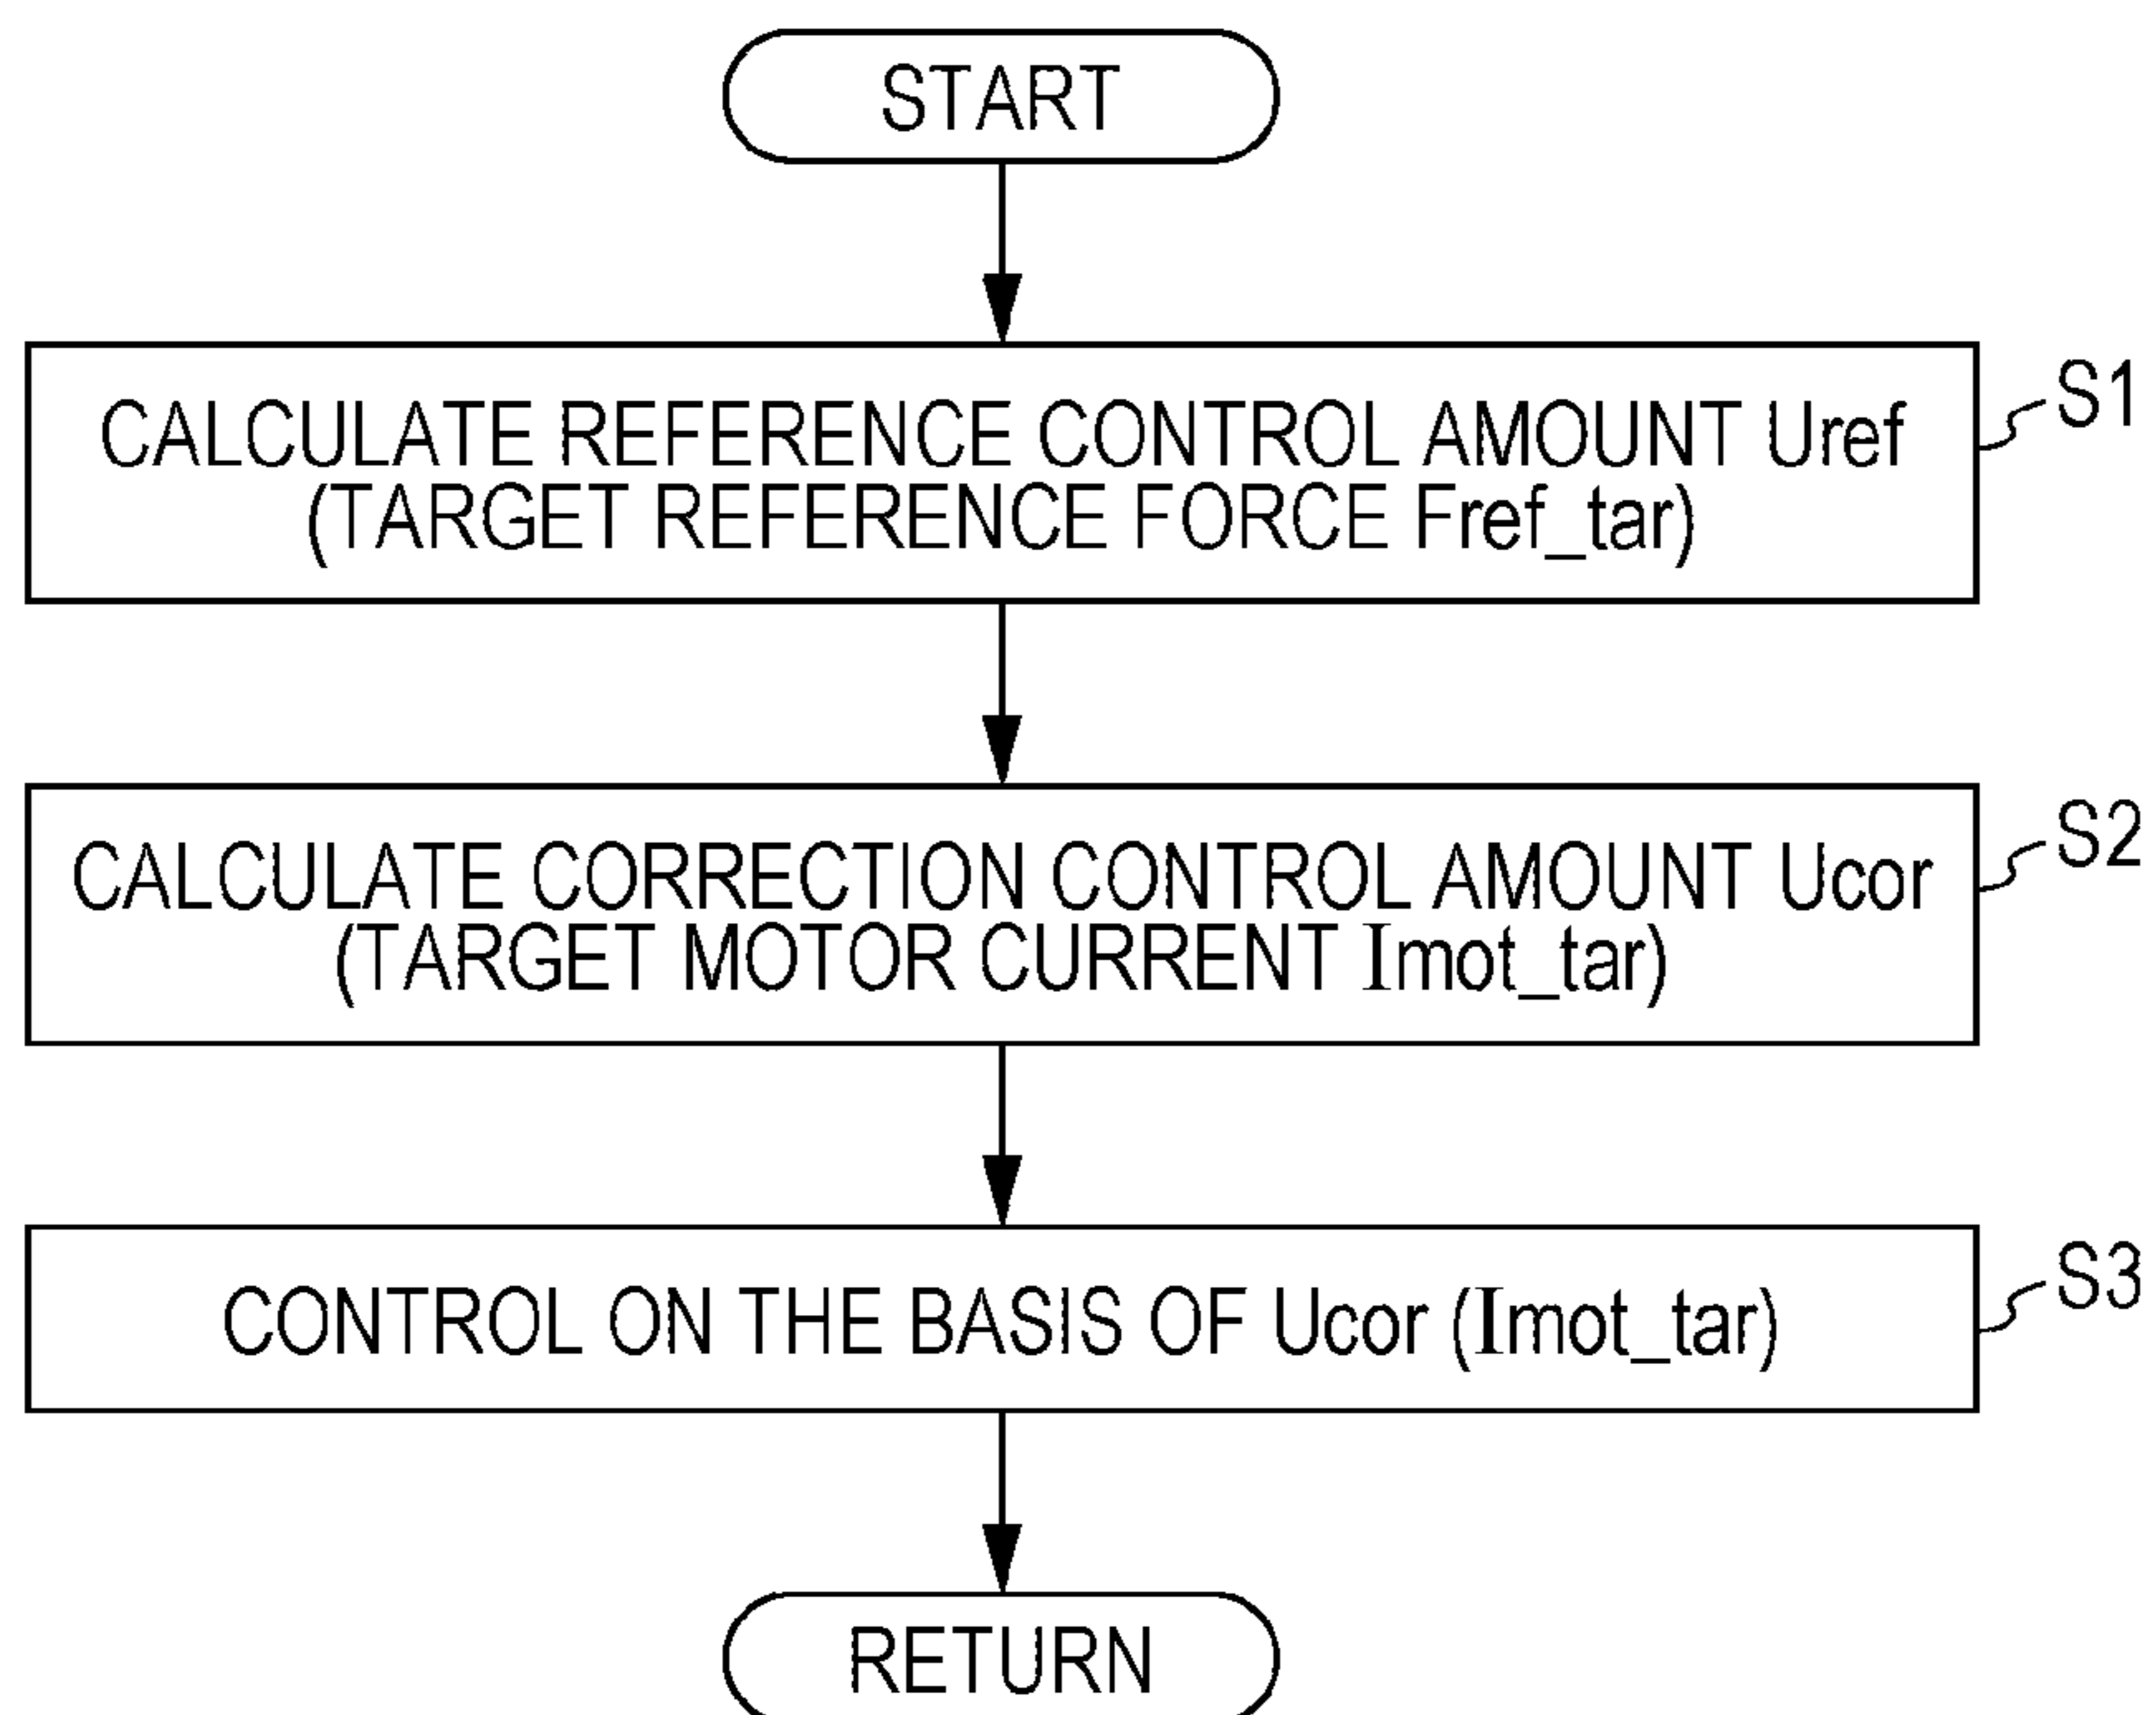 START
CALCULATE REFERENCE CONTROL AMOUNT Uref
(TARGET REFERENCE FORCE Fref_tar)
S1
CALCULATE CORRECTION CONTROL AMOUNT Ucor
(TARGET MOTOR CURRENT Imot_tar)
S2
CONTROL ON THE BASIS OF Ucor (Imot_tar)
S3
RETURN